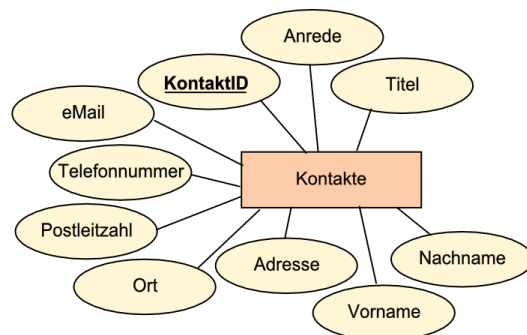 Anrede
KontaktID
Titel
eMail
Telefonnummer
Kontakte
Postleitzahl
Nachname
Adresse
Ort
Vorname